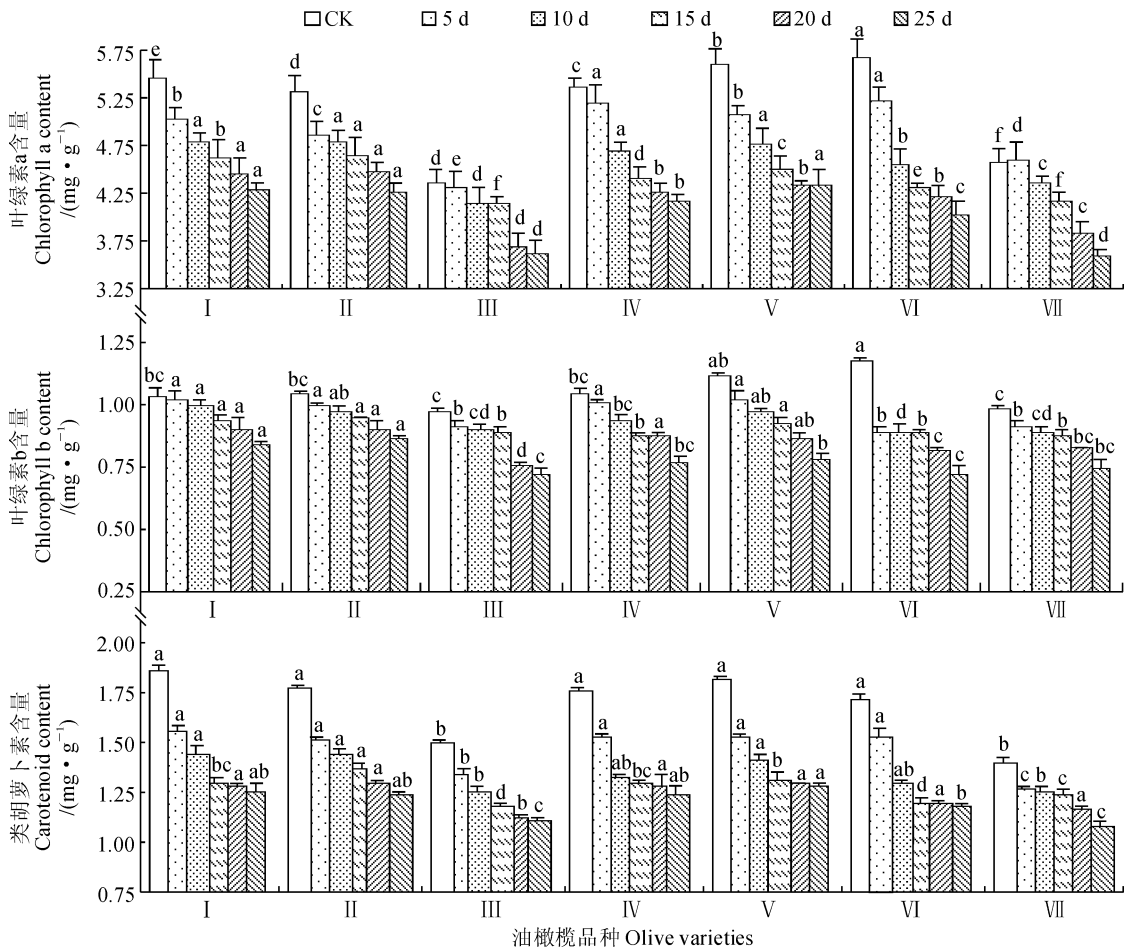 CK 5 d 10 d 15 d 20 d 25 d
叶绿素a含量
Chlorophyll a content
/(mg·g⁻¹)
5.75
5.25
4.75
4.25
3.75
3.25
e b a b a a
d c a a a a
d e d f d d
c a a d b b
b b a c b a
a a b e b c
f d c f c d
Ⅰ Ⅱ Ⅲ Ⅳ Ⅴ Ⅵ Ⅶ
叶绿素b含量
Chlorophyll b content
/(mg·g⁻¹)
1.25
1.00
0.75
0.50
0.25
bc a a a a a
bc a ab a a a
c b cd b d c
bc a bc b a bc
ab a ab a ab b
a b d b c c
c b cd b bc bc
Ⅰ Ⅱ Ⅲ Ⅳ Ⅴ Ⅵ Ⅶ
类胡萝卜素含量
Carotenoid content
/(mg·g⁻¹)
2.00
1.75
1.50
1.25
1.00
0.75
a a a bc a ab
a a a a a ab
b b b d b c
a a ab bc a ab
a a a b a a
a a ab d a b
b c b c a c
Ⅰ Ⅱ Ⅲ Ⅳ Ⅴ Ⅵ Ⅶ
油橄榄品种 Olive varieties